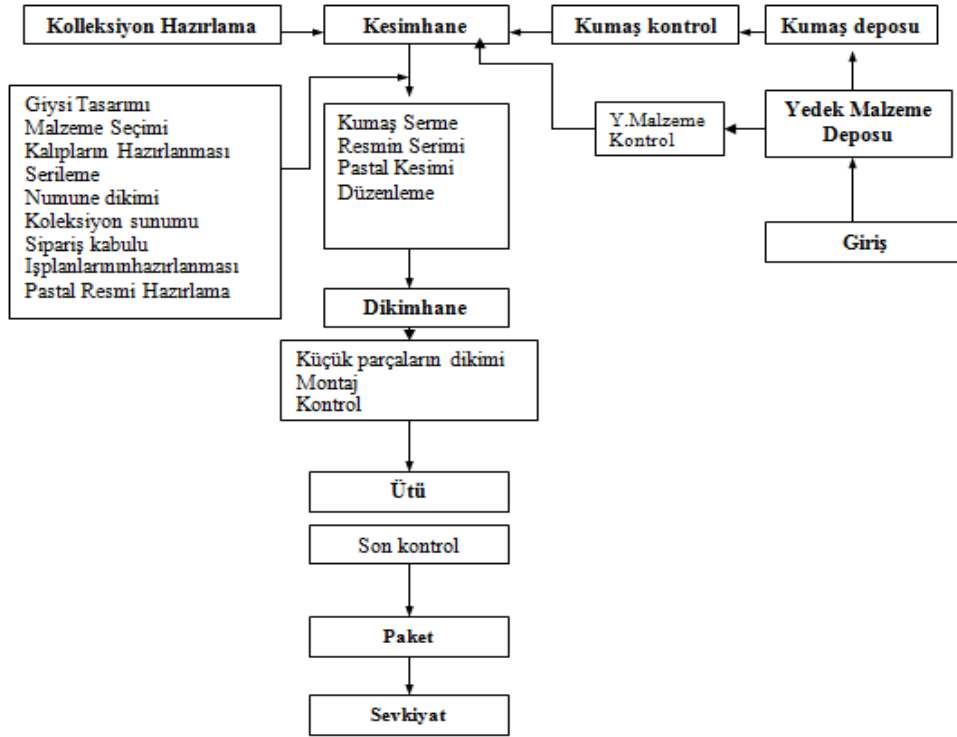 Kolleksiyon Hazırlama
Kesimhane
Kumaş kontrol
Kumaş deposu
Giysi Tasarımı
Malzeme Seçimi
Kalıpların Hazırlanması
Serileme
Numune dikimi
Koleksiyon sunumu
Sipariş kabulu
Işplanlarınınhazırlanması
Pastal Resmi Hazırlama
Kumaş Serme
Resmin Serimi
Pastal Kesimi
Düzenleme
Y.Malzeme
Kontrol
Yedek Malzeme
Deposu
Giriş
Dikimhane
Küçük parçaların dikimi
Montaj
Kontrol
Ütü
Son kontrol
Paket
Sevkiyat